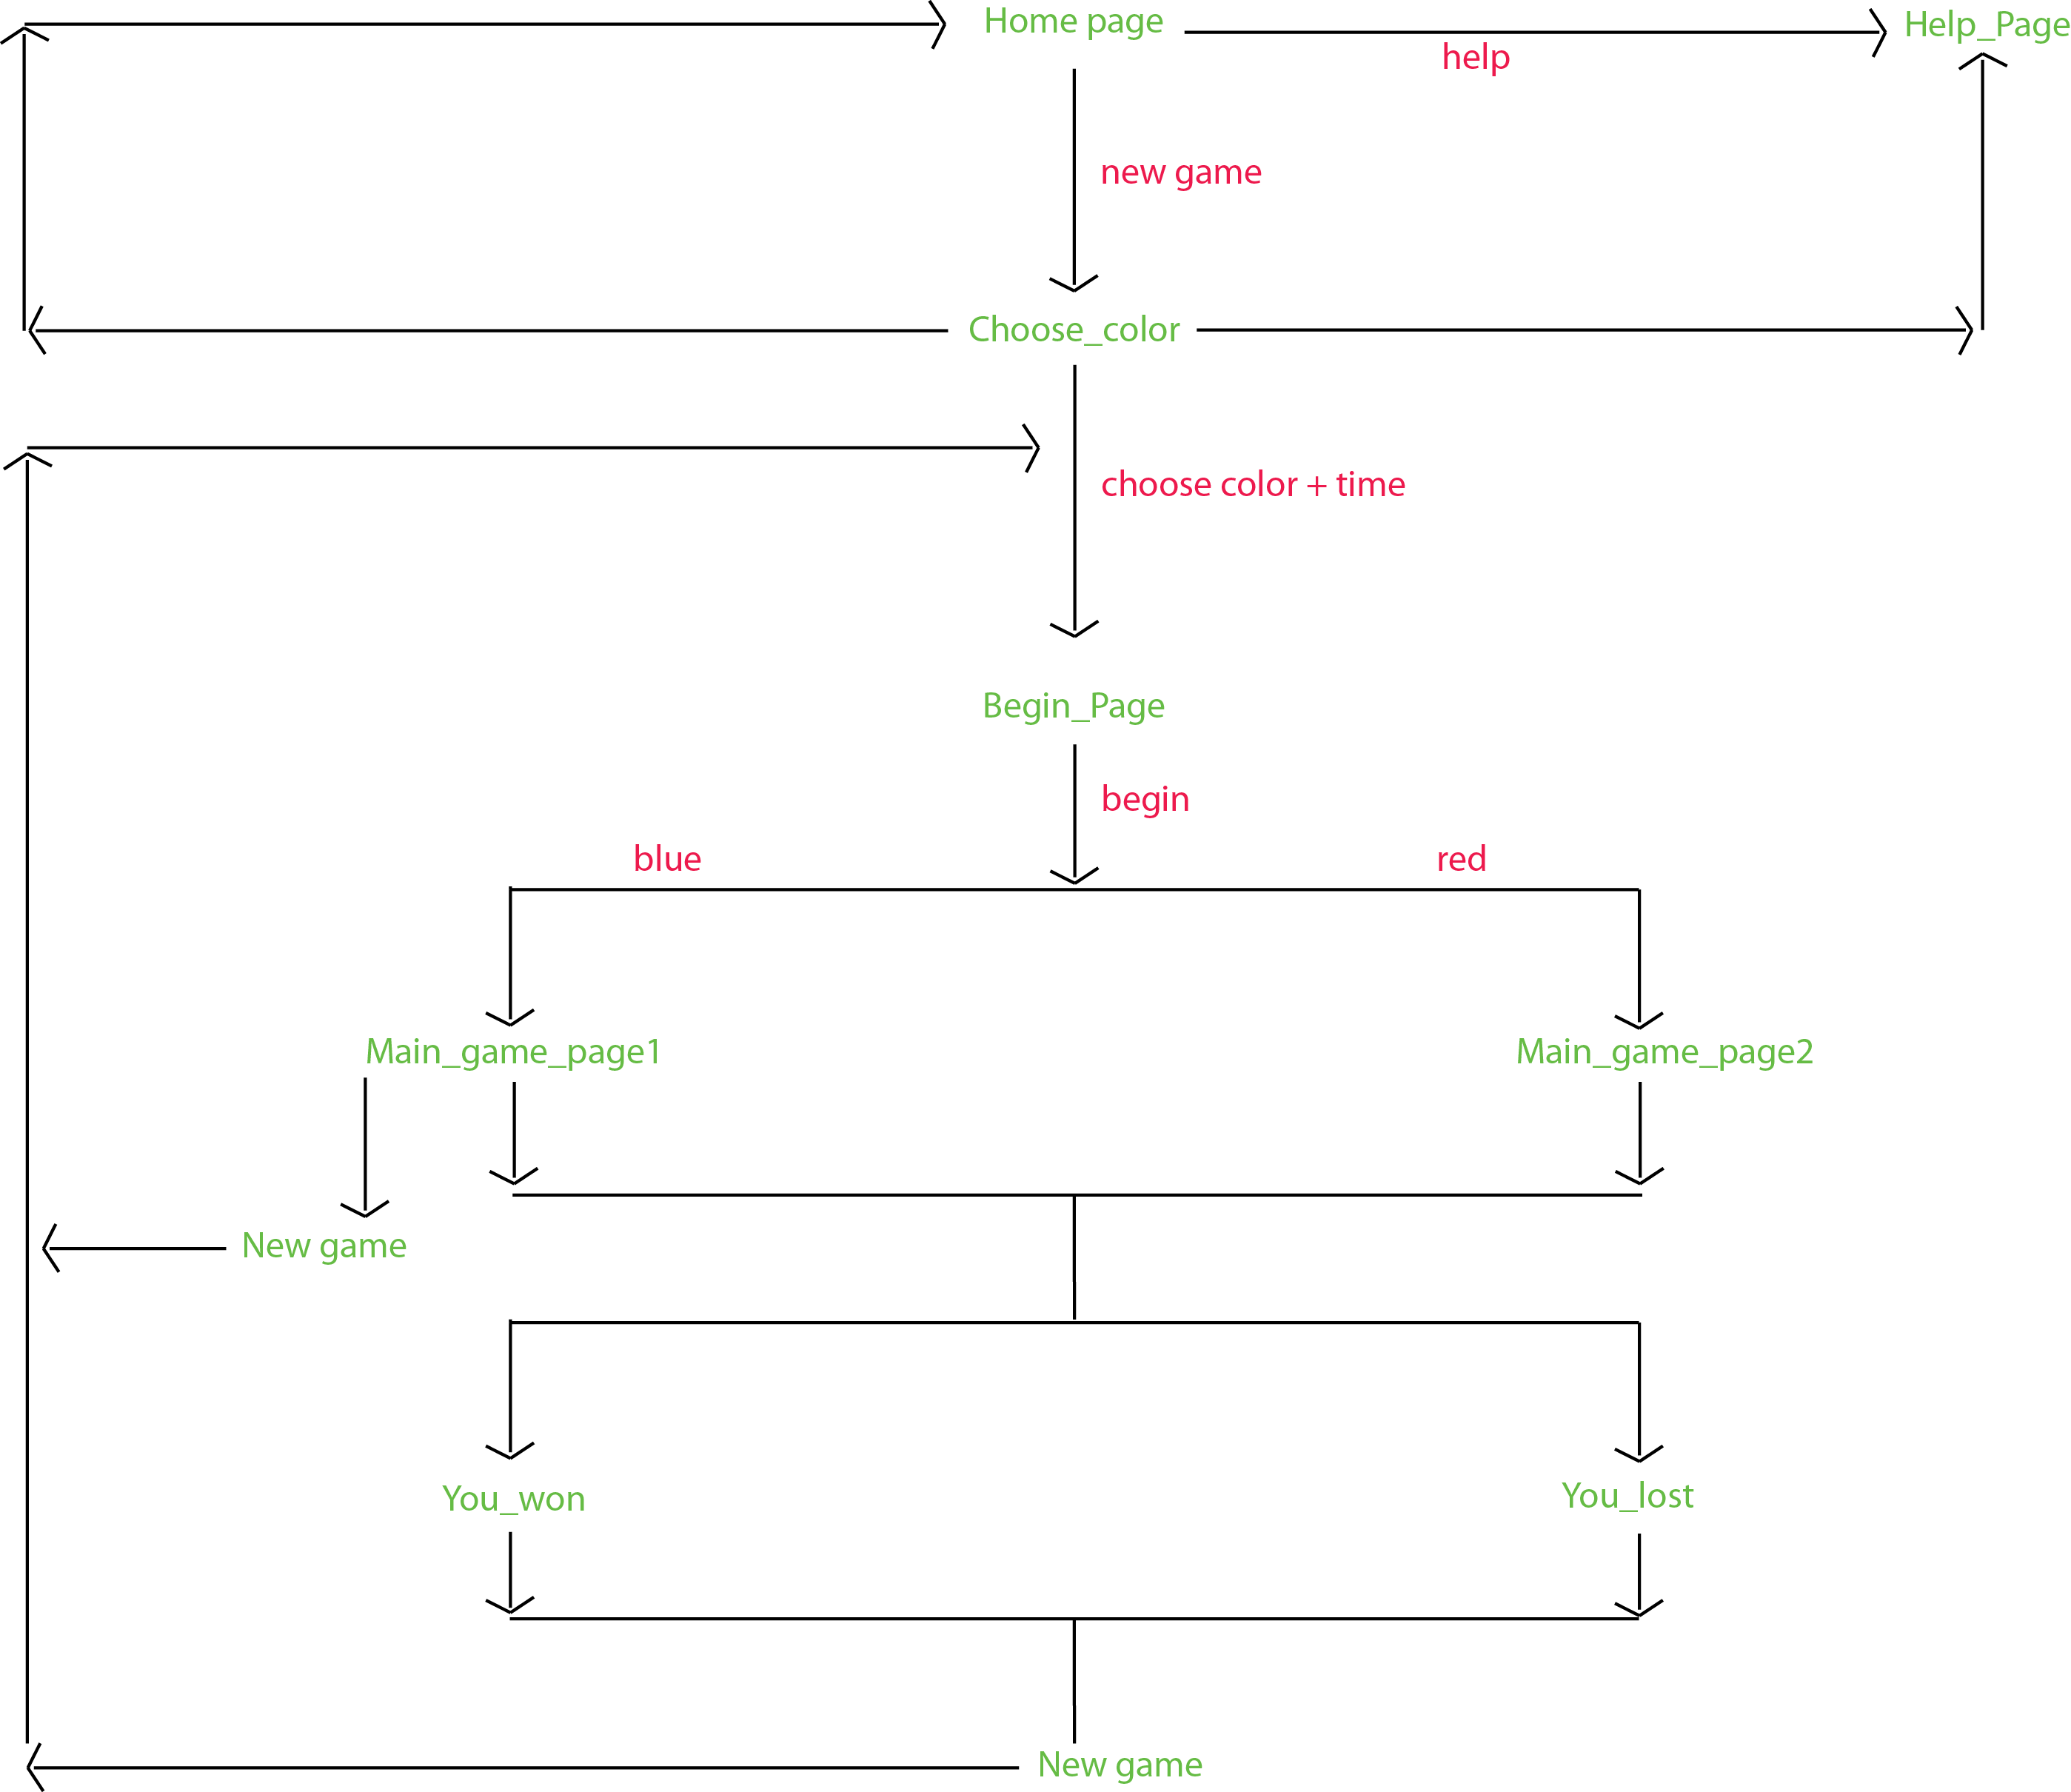 Home page
Help_Page
help
new game
Choose_color
choose color + time
Begin_Page
begin
blue
red
Main_game_page1
Main_game_page2
New game
You_won
You_lost
New game